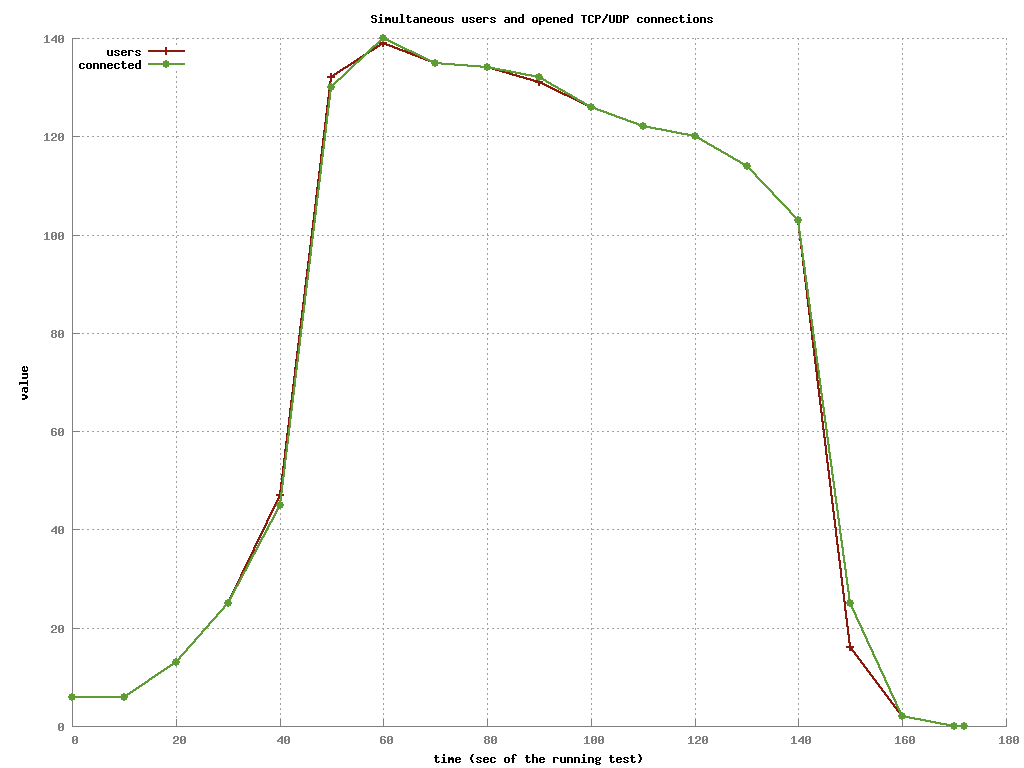 Simultaneous users and opened TCP/UDP connections
users
connected
140
120
100
80
60
40
20
0
value
0 20 40 60 80 100 120 140 160 180
time (sec of the running test)